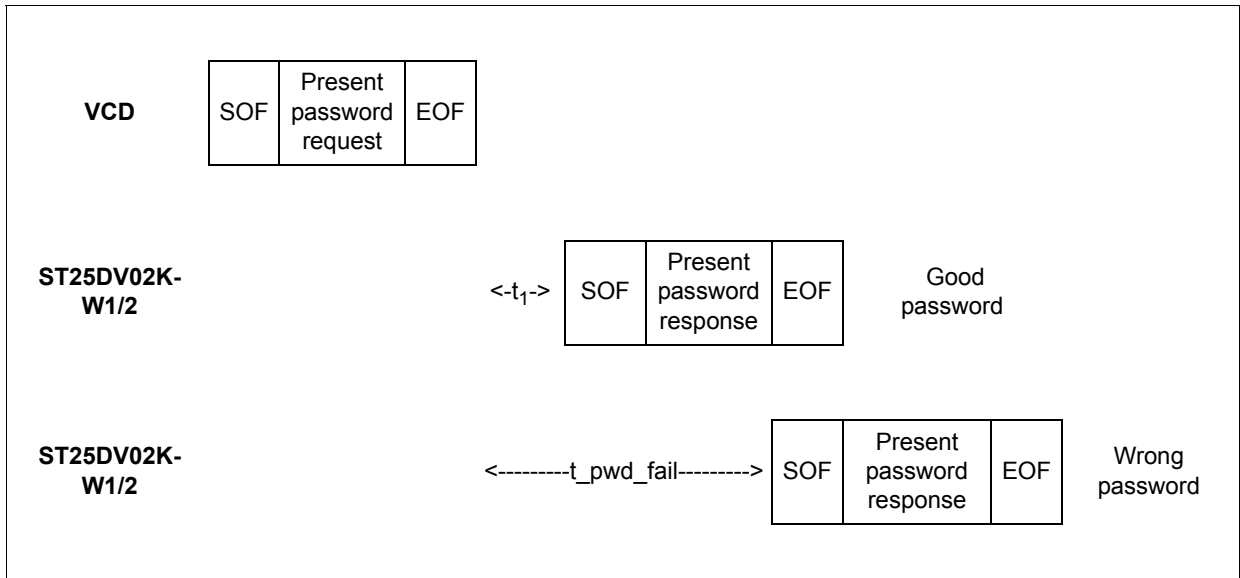 VCD
SOF
Present
password
request
EOF
ST25DV02K-
W1/2
<-t1->
SOF
Present
password
response
EOF
Good
password
ST25DV02K-
W1/2
<---------t_pwd_fail--------->
SOF
Present
password
response
EOF
Wrong
password